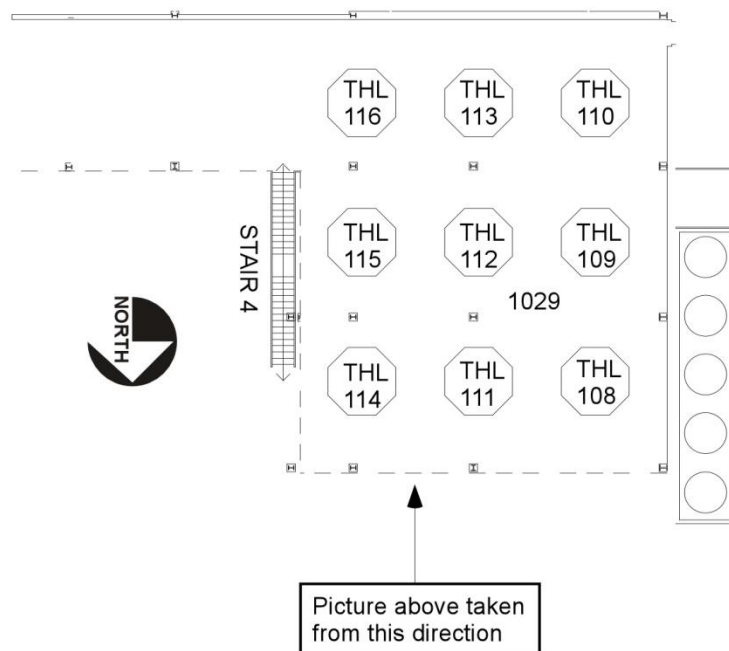 THL
116
THL
113
THL
110
STAIR 4
THL
115
THL
112
THL
109
1029
NORTH
THL
114
THL
111
THL
108
Picture above taken
from this direction